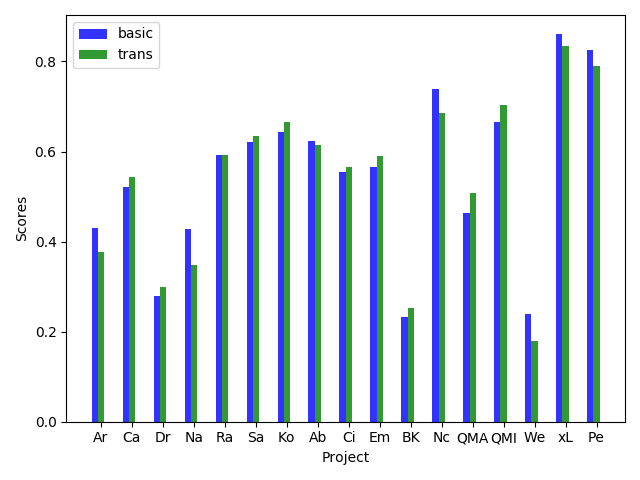 basic
trans
Scores
0.8
0.6
0.4
0.2
0.0
Ar Ca Dr Na Ra Sa Ko Ab Ci Em BK Nc QMA QMI We xL Pe
Project